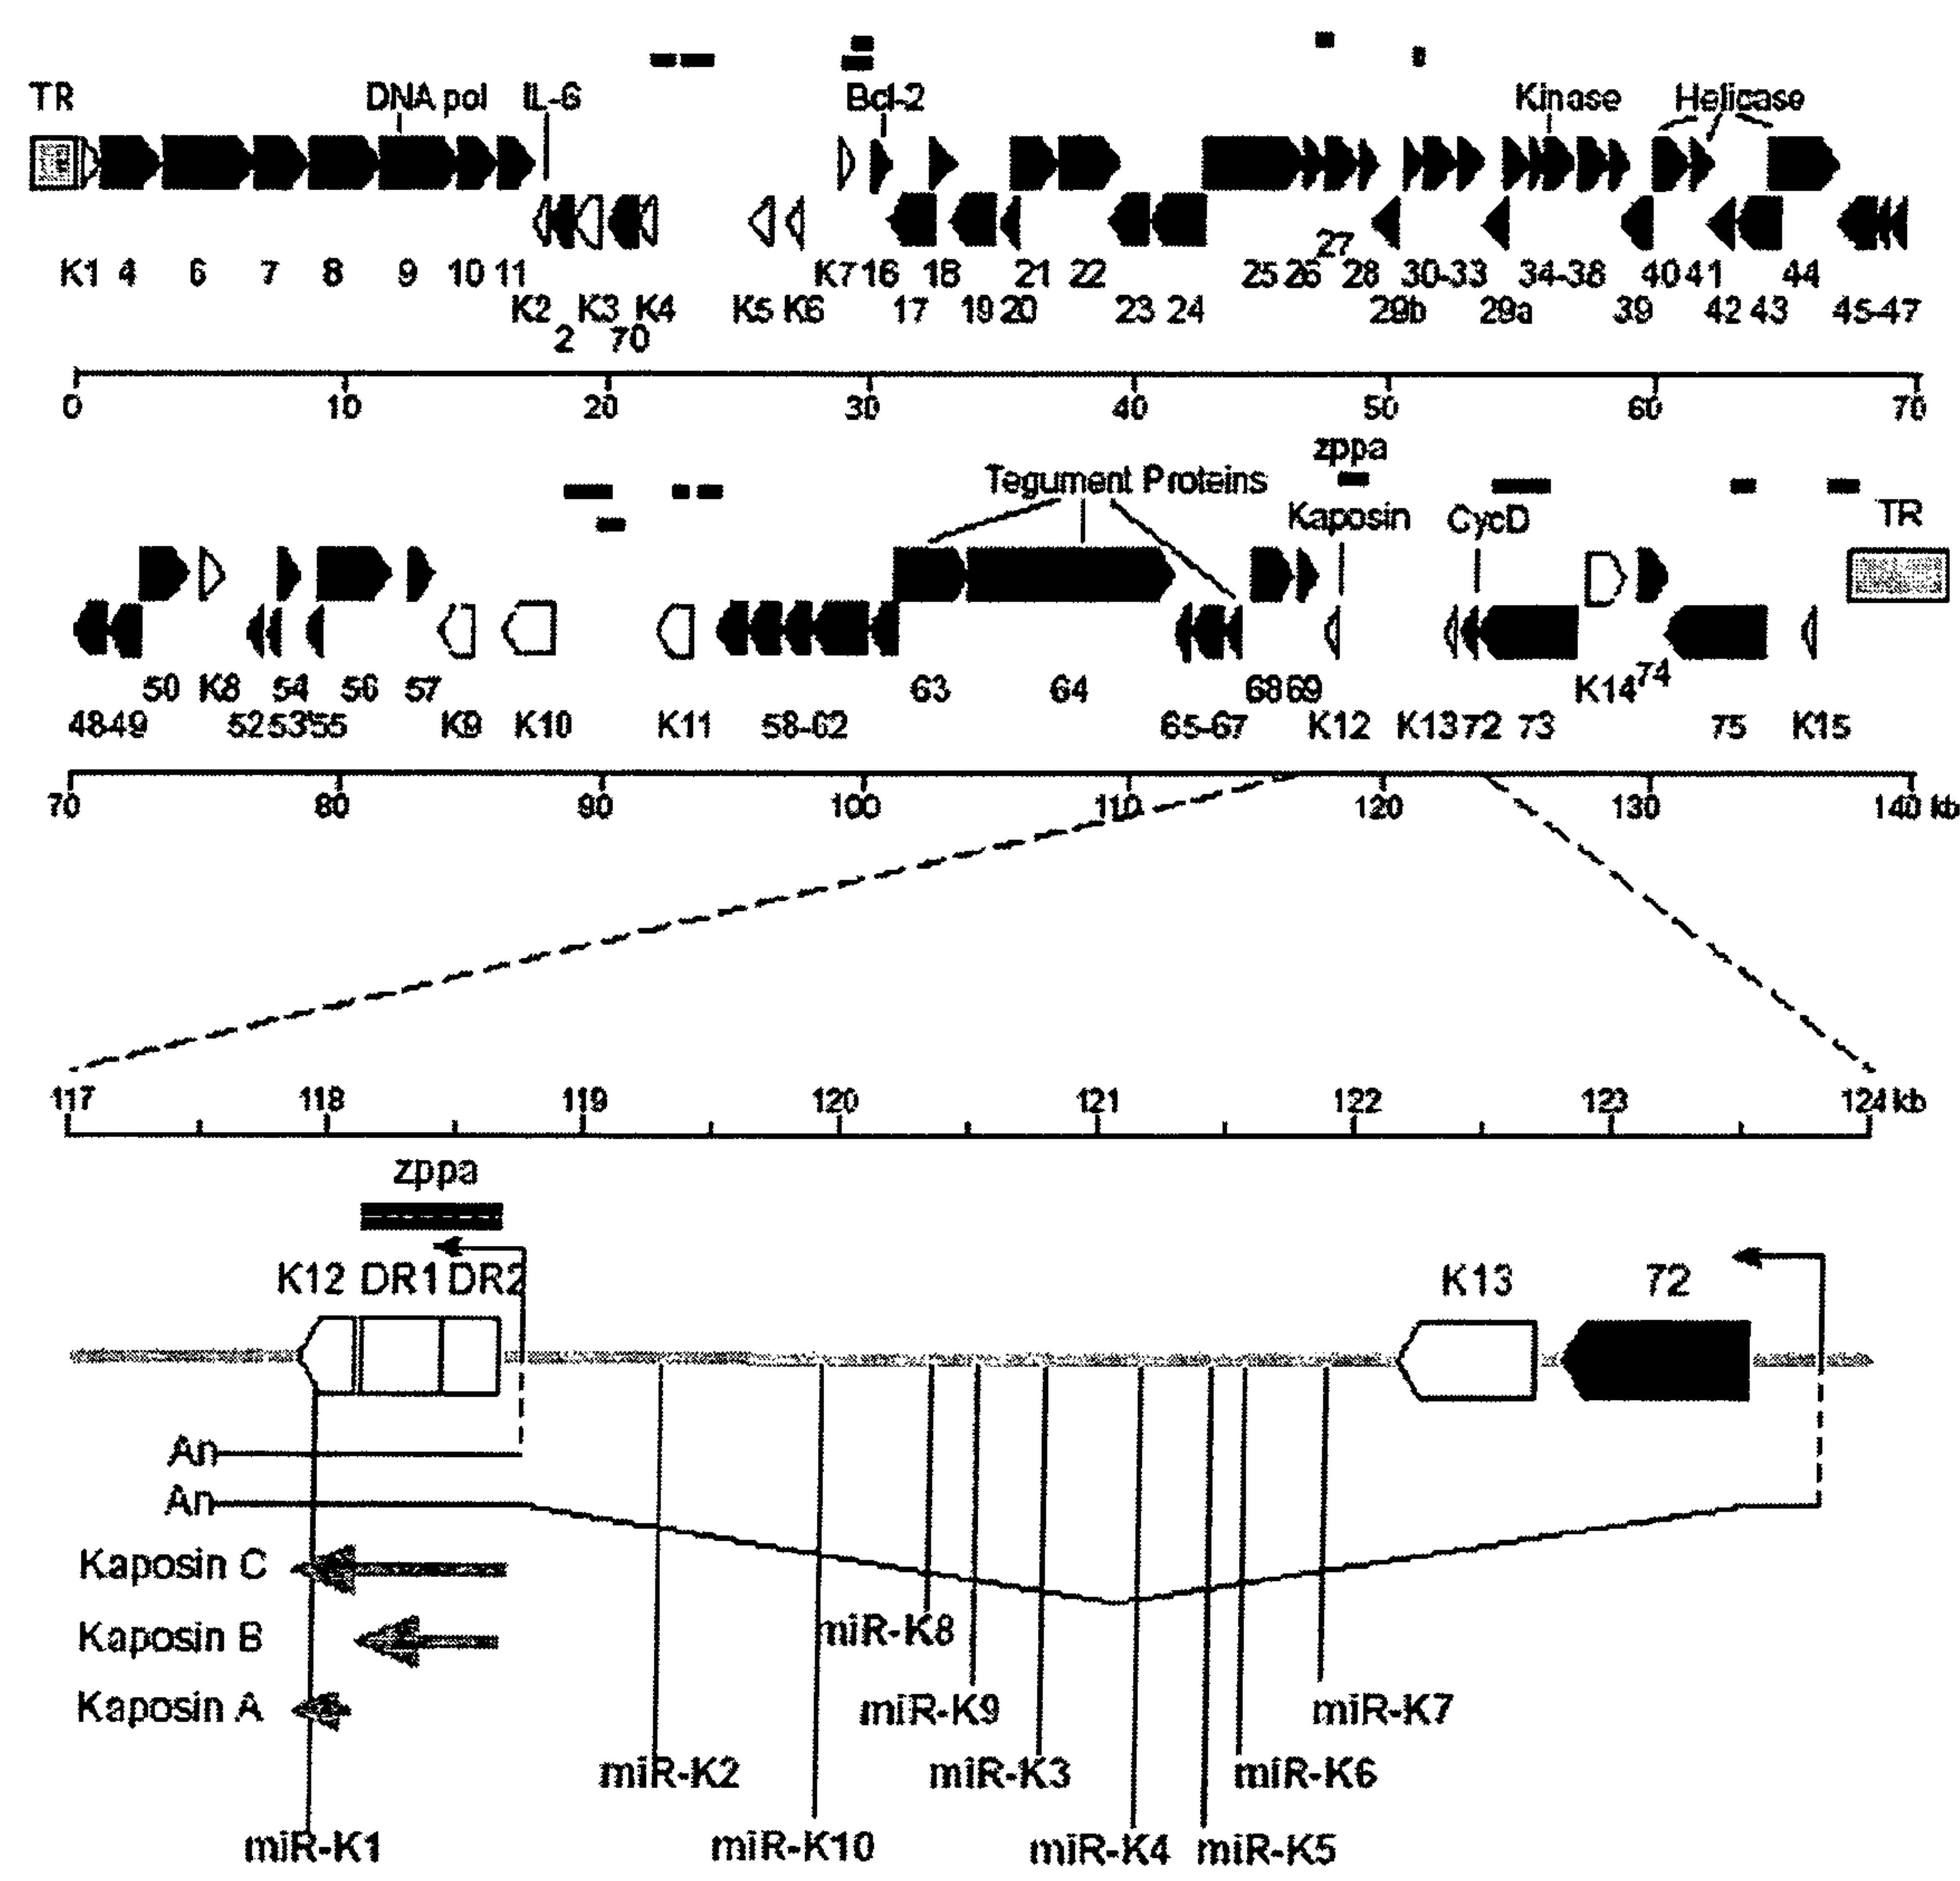 TR DNA pol IL-6 Bcl-2 Kinase Helicase
27
K1 4 6 7 8 9 10 11 K7 16 18 21 22 25 26 28 30-33 34-38 40 41 44
K2 K3 K4 K5 K6 17 19 20 23 24 29b 29a 39 42 43 45-47
2 70
0 10 20 30 40 50 60 70
zppa
Tegument Proteins
Kaposin CycD TR
50 K8 54 56 57 63 64 68 69 K14 74
48-49 52 53 55 K9 K10 K11 58-62 65-67 K12 K13 72 73 75 K15
70 80 90 100 110 120 130 140 kb
117 118 119 120 121 122 123 124 kb
zppa
K12 DR1 DR2 K13 72
An
An
Kaposin C
Kaposin B miR-K8
Kaposin A miR-K9 miR-K7
miR-K2 miR-K3 miR-K6
miR-K1 miR-K10 miR-K4 miR-K5